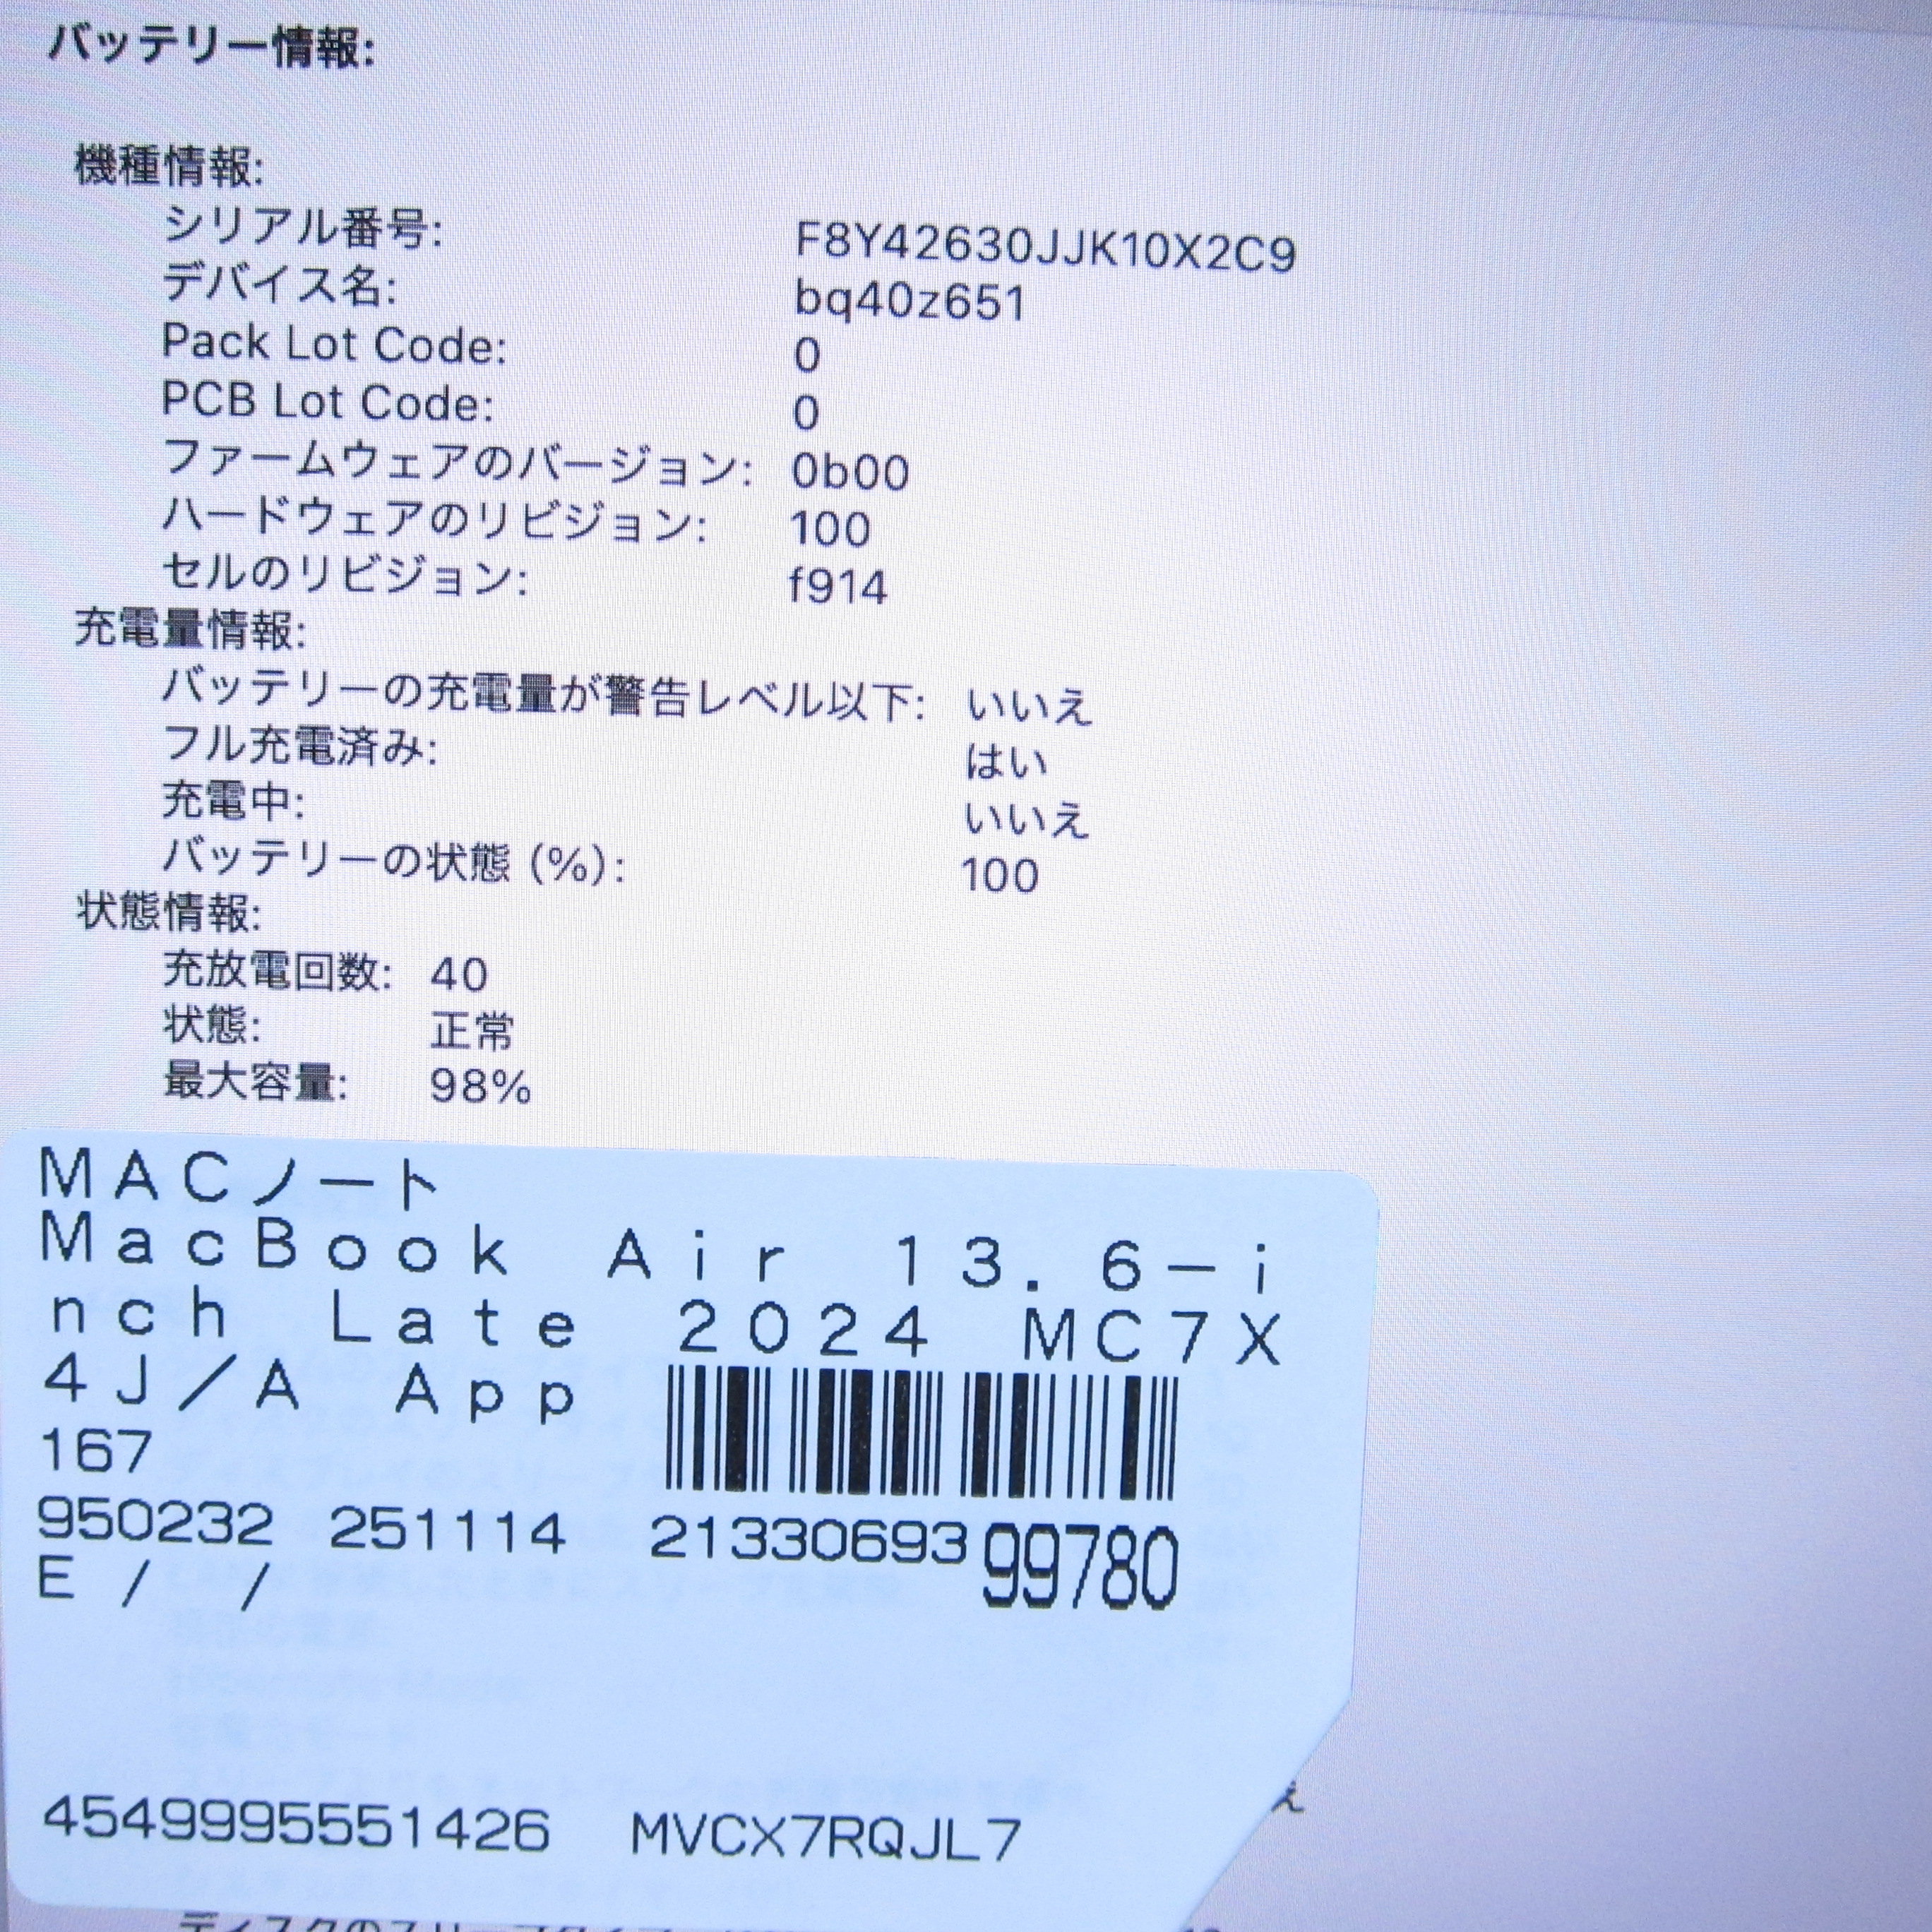 バッテリー情報:
機種情報:
シリアル番号: F8Y42630JJK10X2C9
デバイス名: bq40z651
Pack Lot Code: 0
PCB Lot Code: 0
ファームウェアのバージョン: 0b00
ハードウェアのリビジョン: 100
セルのリビジョン: f914
充電量情報:
バッテリーの充電量が警告レベル以下: いいえ
フル充電済み: はい
充電中: いいえ
バッテリーの状態 (%): 100
状態情報:
充放電回数: 40
状態: 正常
最大容量: 98%
MACノート
MacBook Air 13.6-i
nch Late 2024 MC7X
4J/A App
167
950232 251114 21330693 99780
E / /
4549995551426 MVCX7RQJL7
え